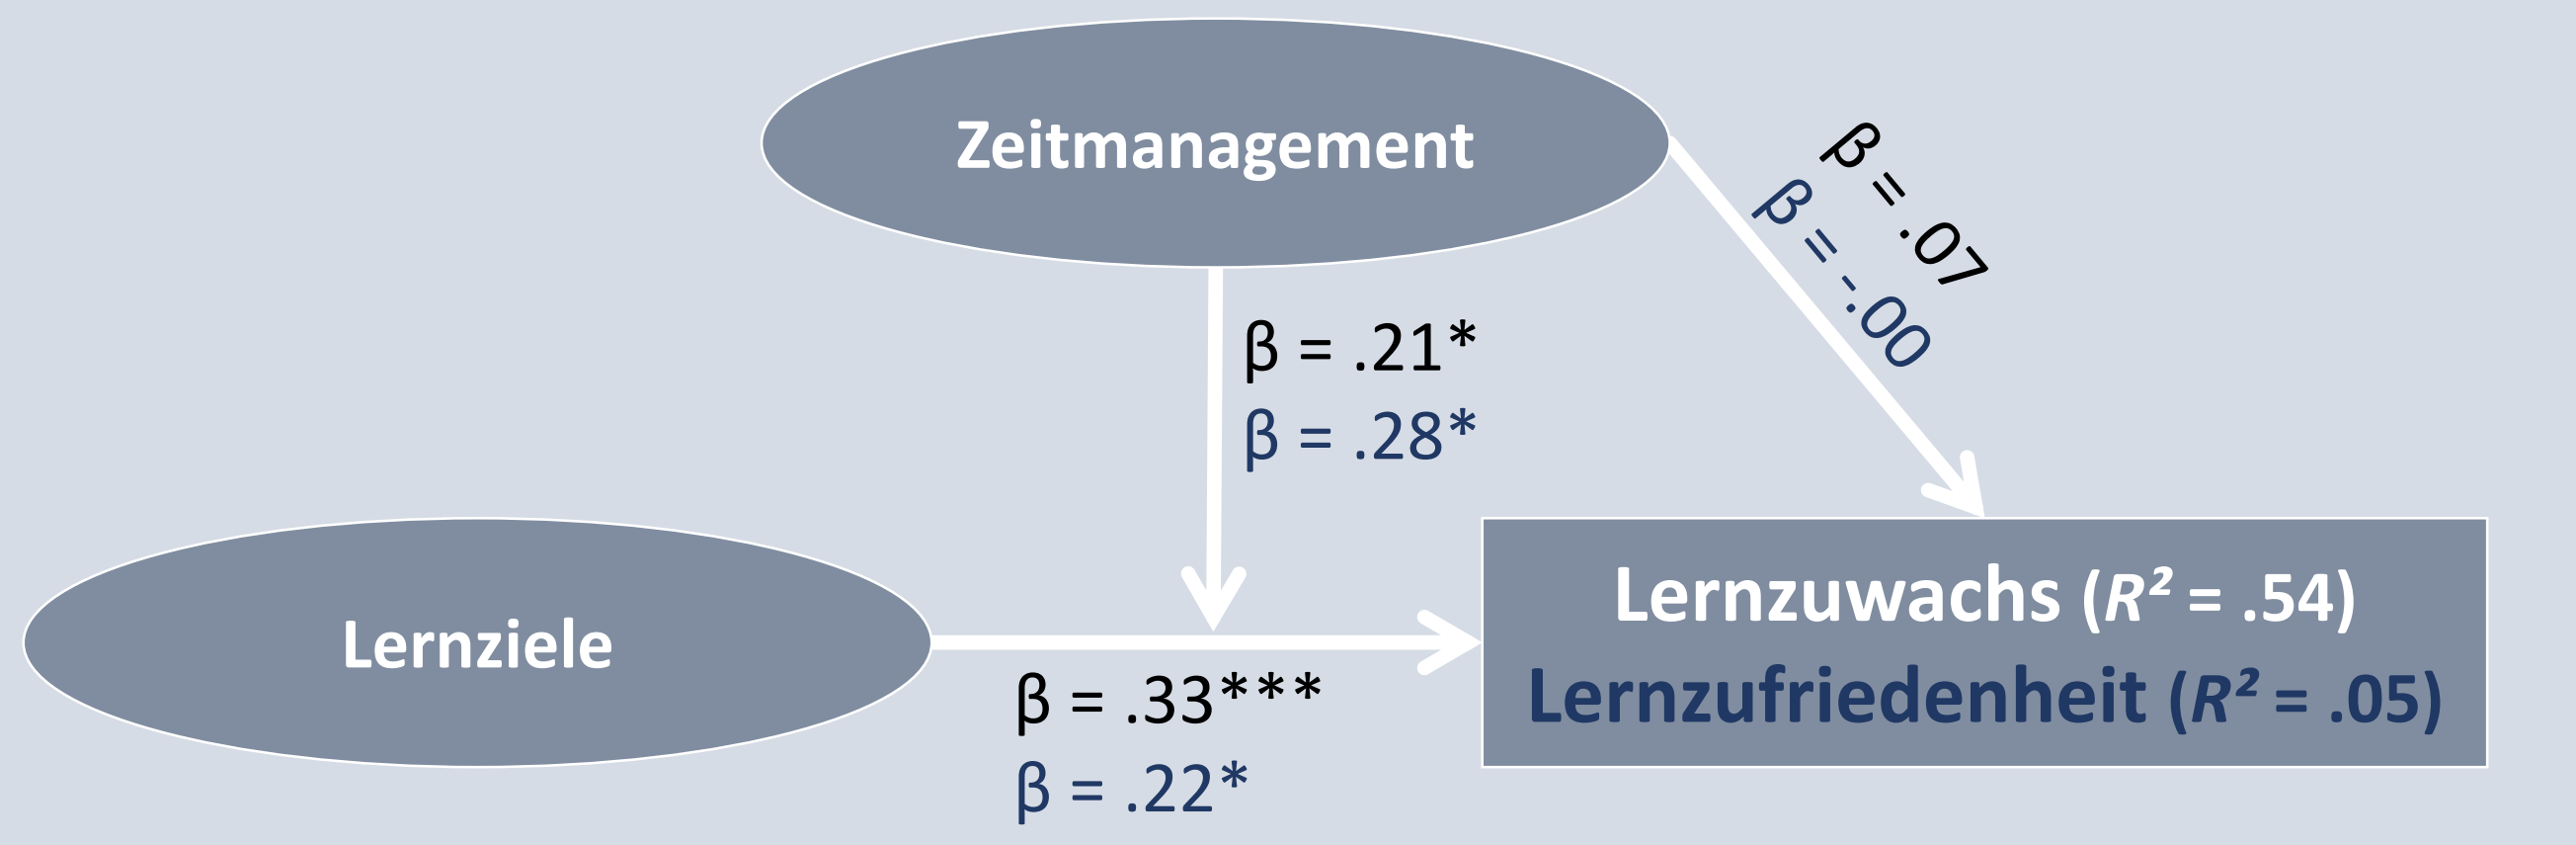 Zeitmanagement
β = .07
β = -.00
β = .21*
β = .28*
Lernziele
β = .33***
β = .22*
Lernzuwachs (R² = .54)
Lernzufriedenheit (R² = .05)